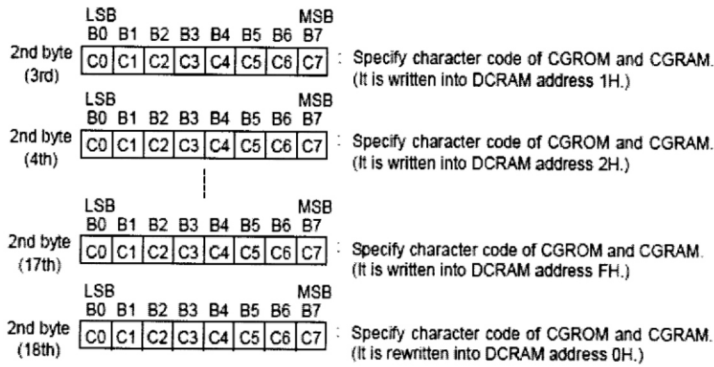 LSB MSB
B0 B1 B2 B3 B4 B5 B6 B7
2nd byte C0 C1 C2 C3 C4 C5 C6 C7 : Specify character code of CGROM and CGRAM.
(3rd) (It is written into DCRAM address 1H.)
LSB MSB
B0 B1 B2 B3 B4 B5 B6 B7
2nd byte C0 C1 C2 C3 C4 C5 C6 C7 : Specify character code of CGROM and CGRAM.
(4th) (It is written into DCRAM address 2H.)
LSB MSB
B0 B1 B2 B3 B4 B5 B6 B7
2nd byte C0 C1 C2 C3 C4 C5 C6 C7 : Specify character code of CGROM and CGRAM.
(17th) (It is written into DCRAM address FH.)
LSB MSB
B0 B1 B2 B3 B4 B5 B6 B7
2nd byte C0 C1 C2 C3 C4 C5 C6 C7 : Specify character code of CGROM and CGRAM.
(18th) (It is rewritten into DCRAM address 0H.)